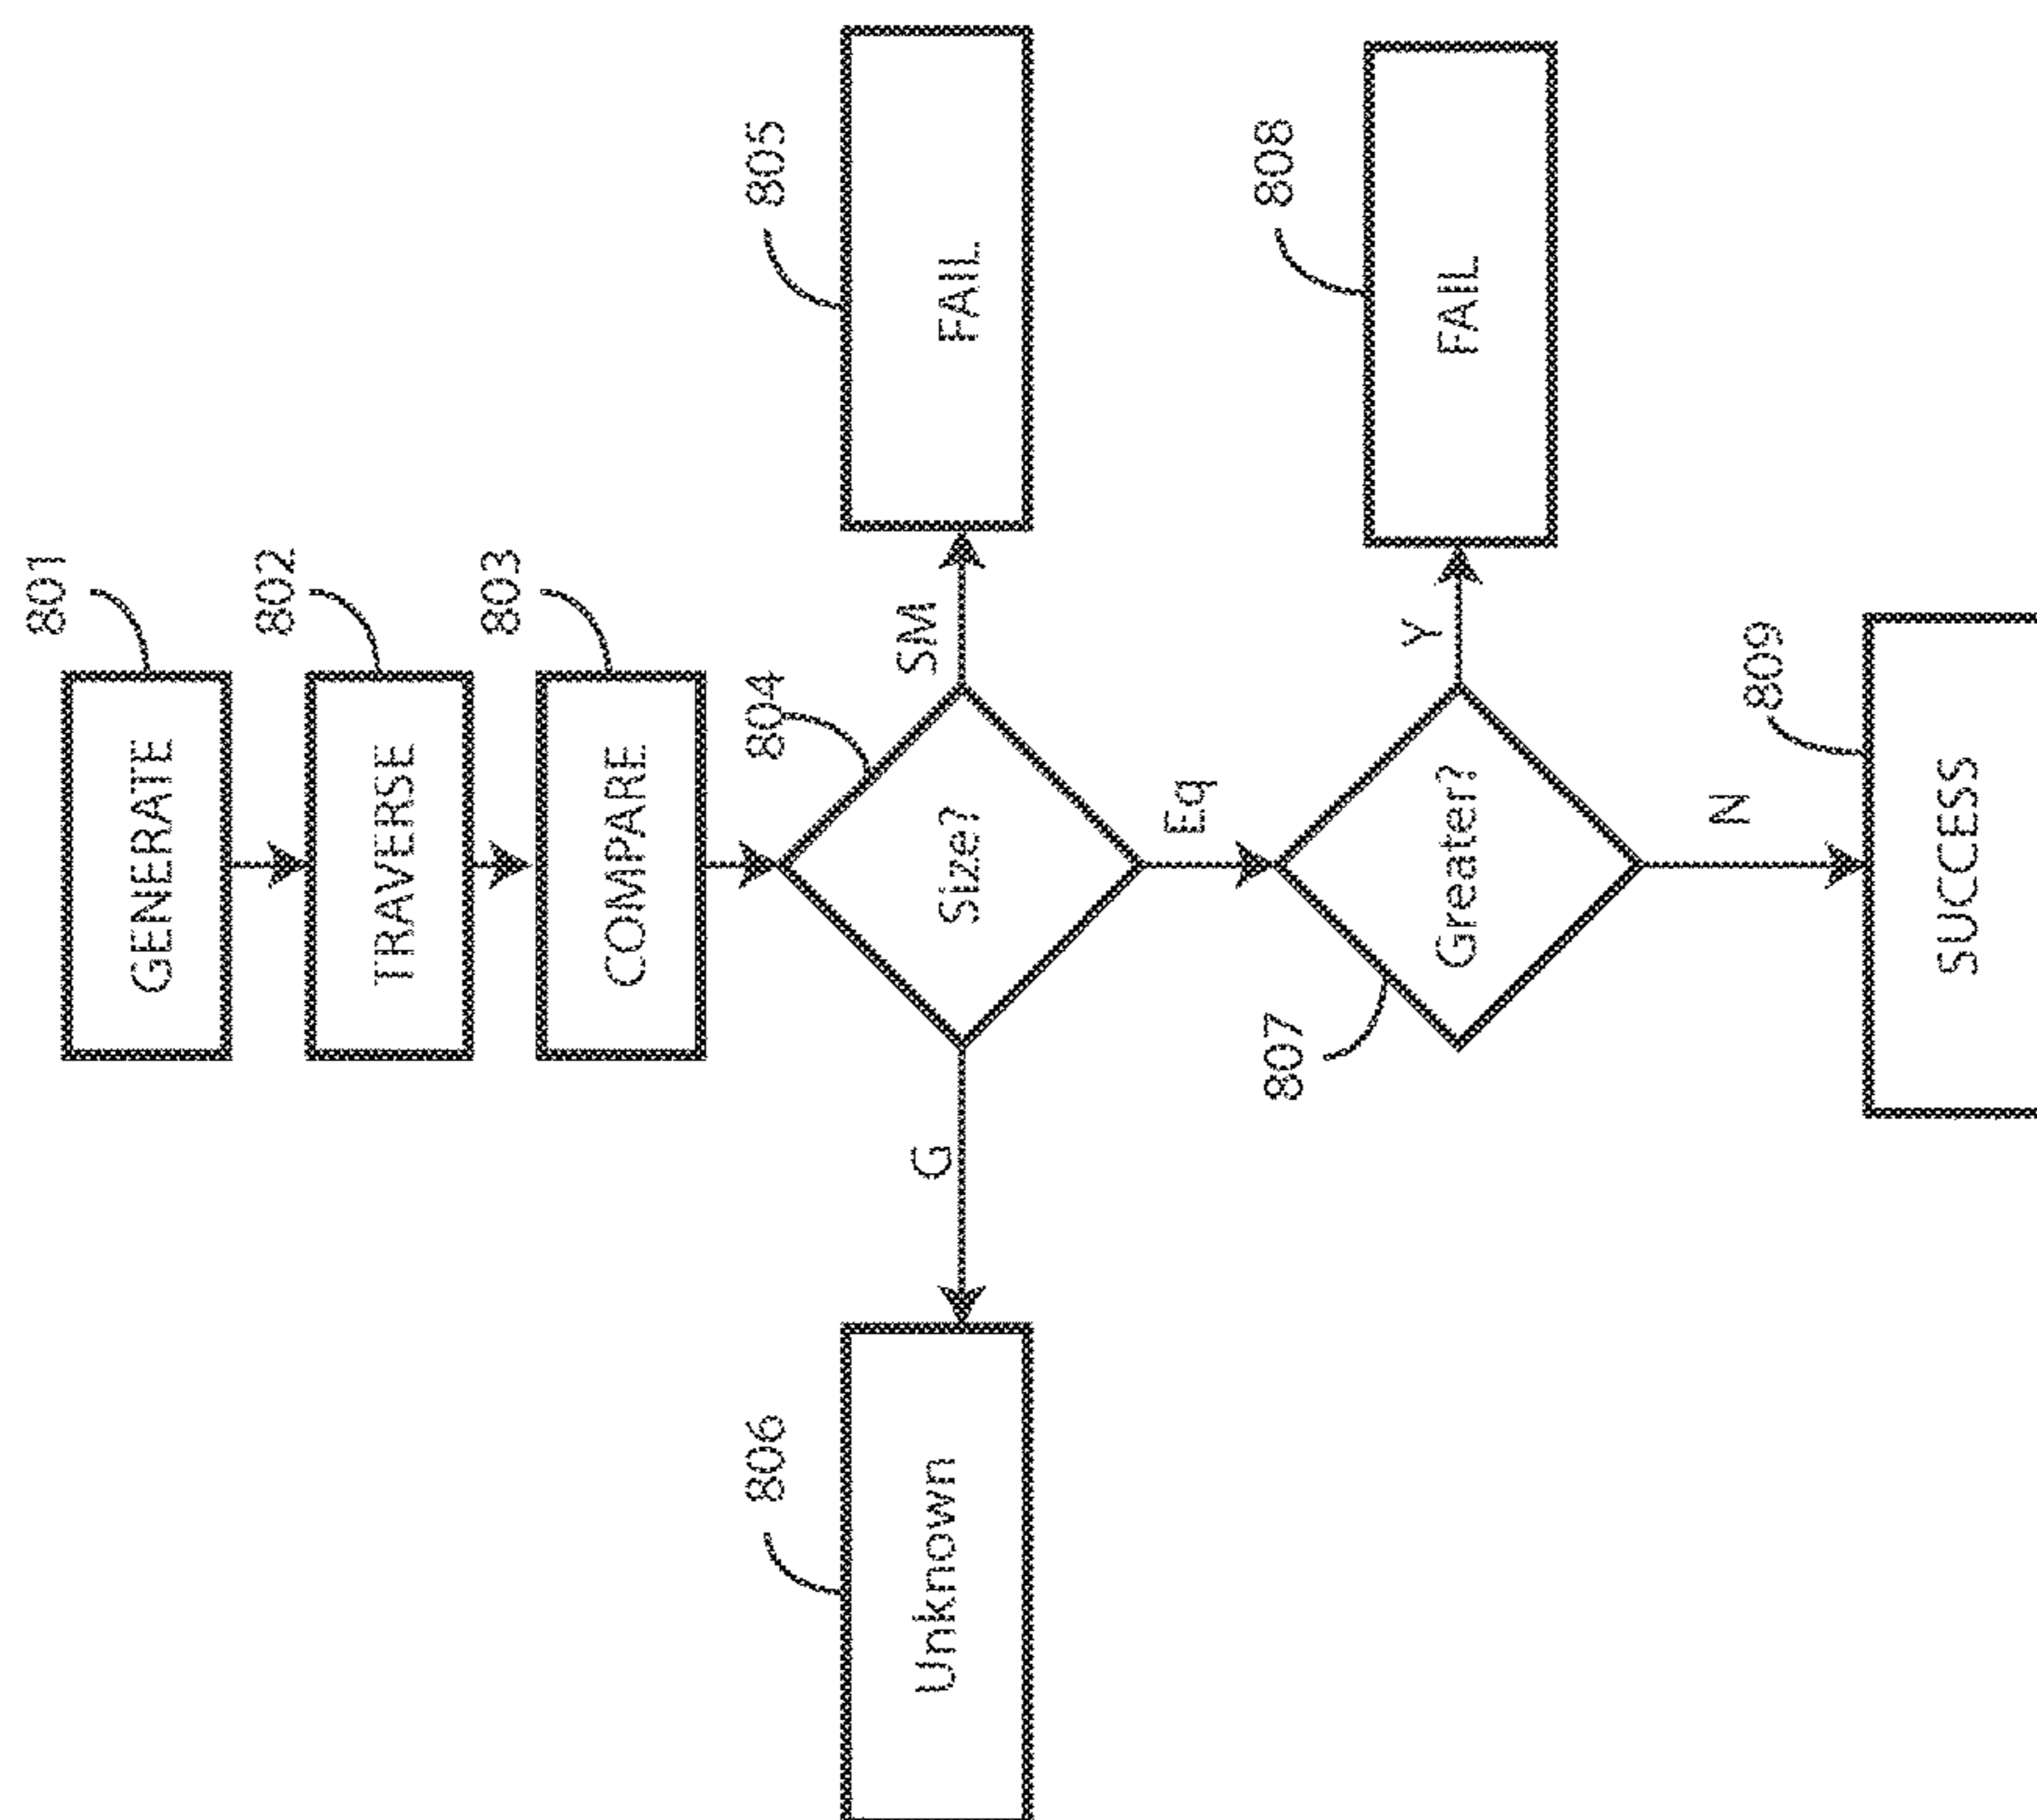 801
GENERATE
802
TRAVERSE
803
COMPARE
804
Size?
SM
805
FAIL
G
806
Unknown
Eq
807
Greater?
Y
808
FAIL
N
809
SUCCESS